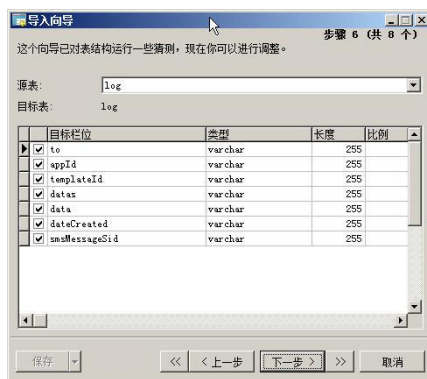 导入向导
步骤 6 (共 8 个)
这个向导已对表结构运行一些猜测，现在你可以进行调整。
源表: log
目标表: log
目标栏位 类型 长度 比例
to varchar 255
appId varchar 255
templateId varchar 255
datas varchar 255
data varchar 255
dateCreated varchar 255
smsMessageSid varchar 255
保存 << < 上一步 下一步 > >> 取消